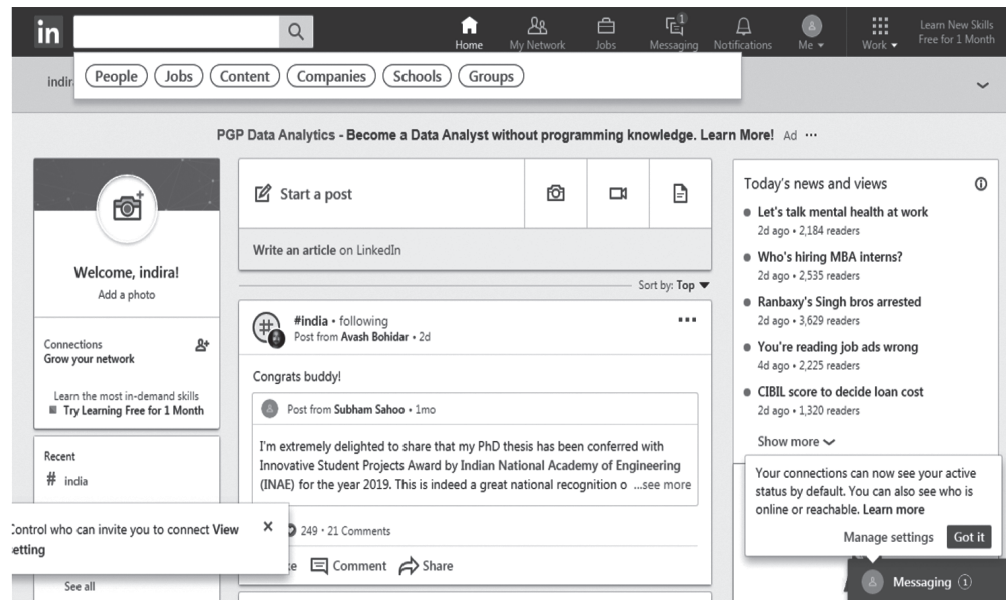 in
Home
My Network
Jobs
1
Messaging
Notifications
Me
Work
Learn New Skills
Free for 1 Month
People
Jobs
Content
Companies
Schools
Groups
PGP Data Analytics - Become a Data Analyst without programming knowledge. Learn More! Ad ...
Welcome, indira!
Add a photo
Connections
Grow your network
Learn the most in-demand skills
Try Learning Free for 1 Month
Recent
# india
Control who can invite you to connect View
See all
Start a post
Write an article on LinkedIn
Sort by: Top
#india • following
Post from Avash Bohidar • 2d
Congrats buddy!
Post from Subham Sahoo • 1mo
I'm extremely delighted to share that my PhD thesis has been conferred with
Innovative Student Projects Award by Indian National Academy of Engineering
(INAE) for the year 2019. This is indeed a great national recognition o ...see more
249 · 21 Comments
Comment
Share
Today's news and views
Let's talk mental health at work
2d ago • 2,184 readers
Who's hiring MBA interns?
2d ago • 2,535 readers
Ranbaxy's Singh bros arrested
2d ago • 3,629 readers
You're reading job ads wrong
4d ago • 2,225 readers
CIBIL score to decide loan cost
2d ago • 1,320 readers
Show more
Your connections can now see your active
status by default. You can also see who is
online or reachable. Learn more
Manage settings
Got it
Messaging 1